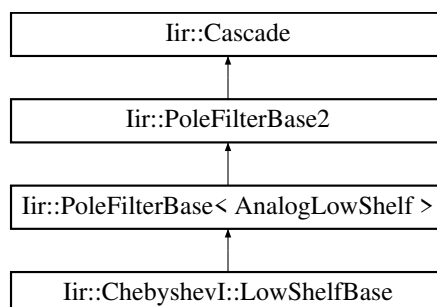 Iir::Cascade
Iir::PoleFilterBase2
Iir::PoleFilterBase< AnalogLowShelf >
Iir::ChebyshevI::LowShelfBase